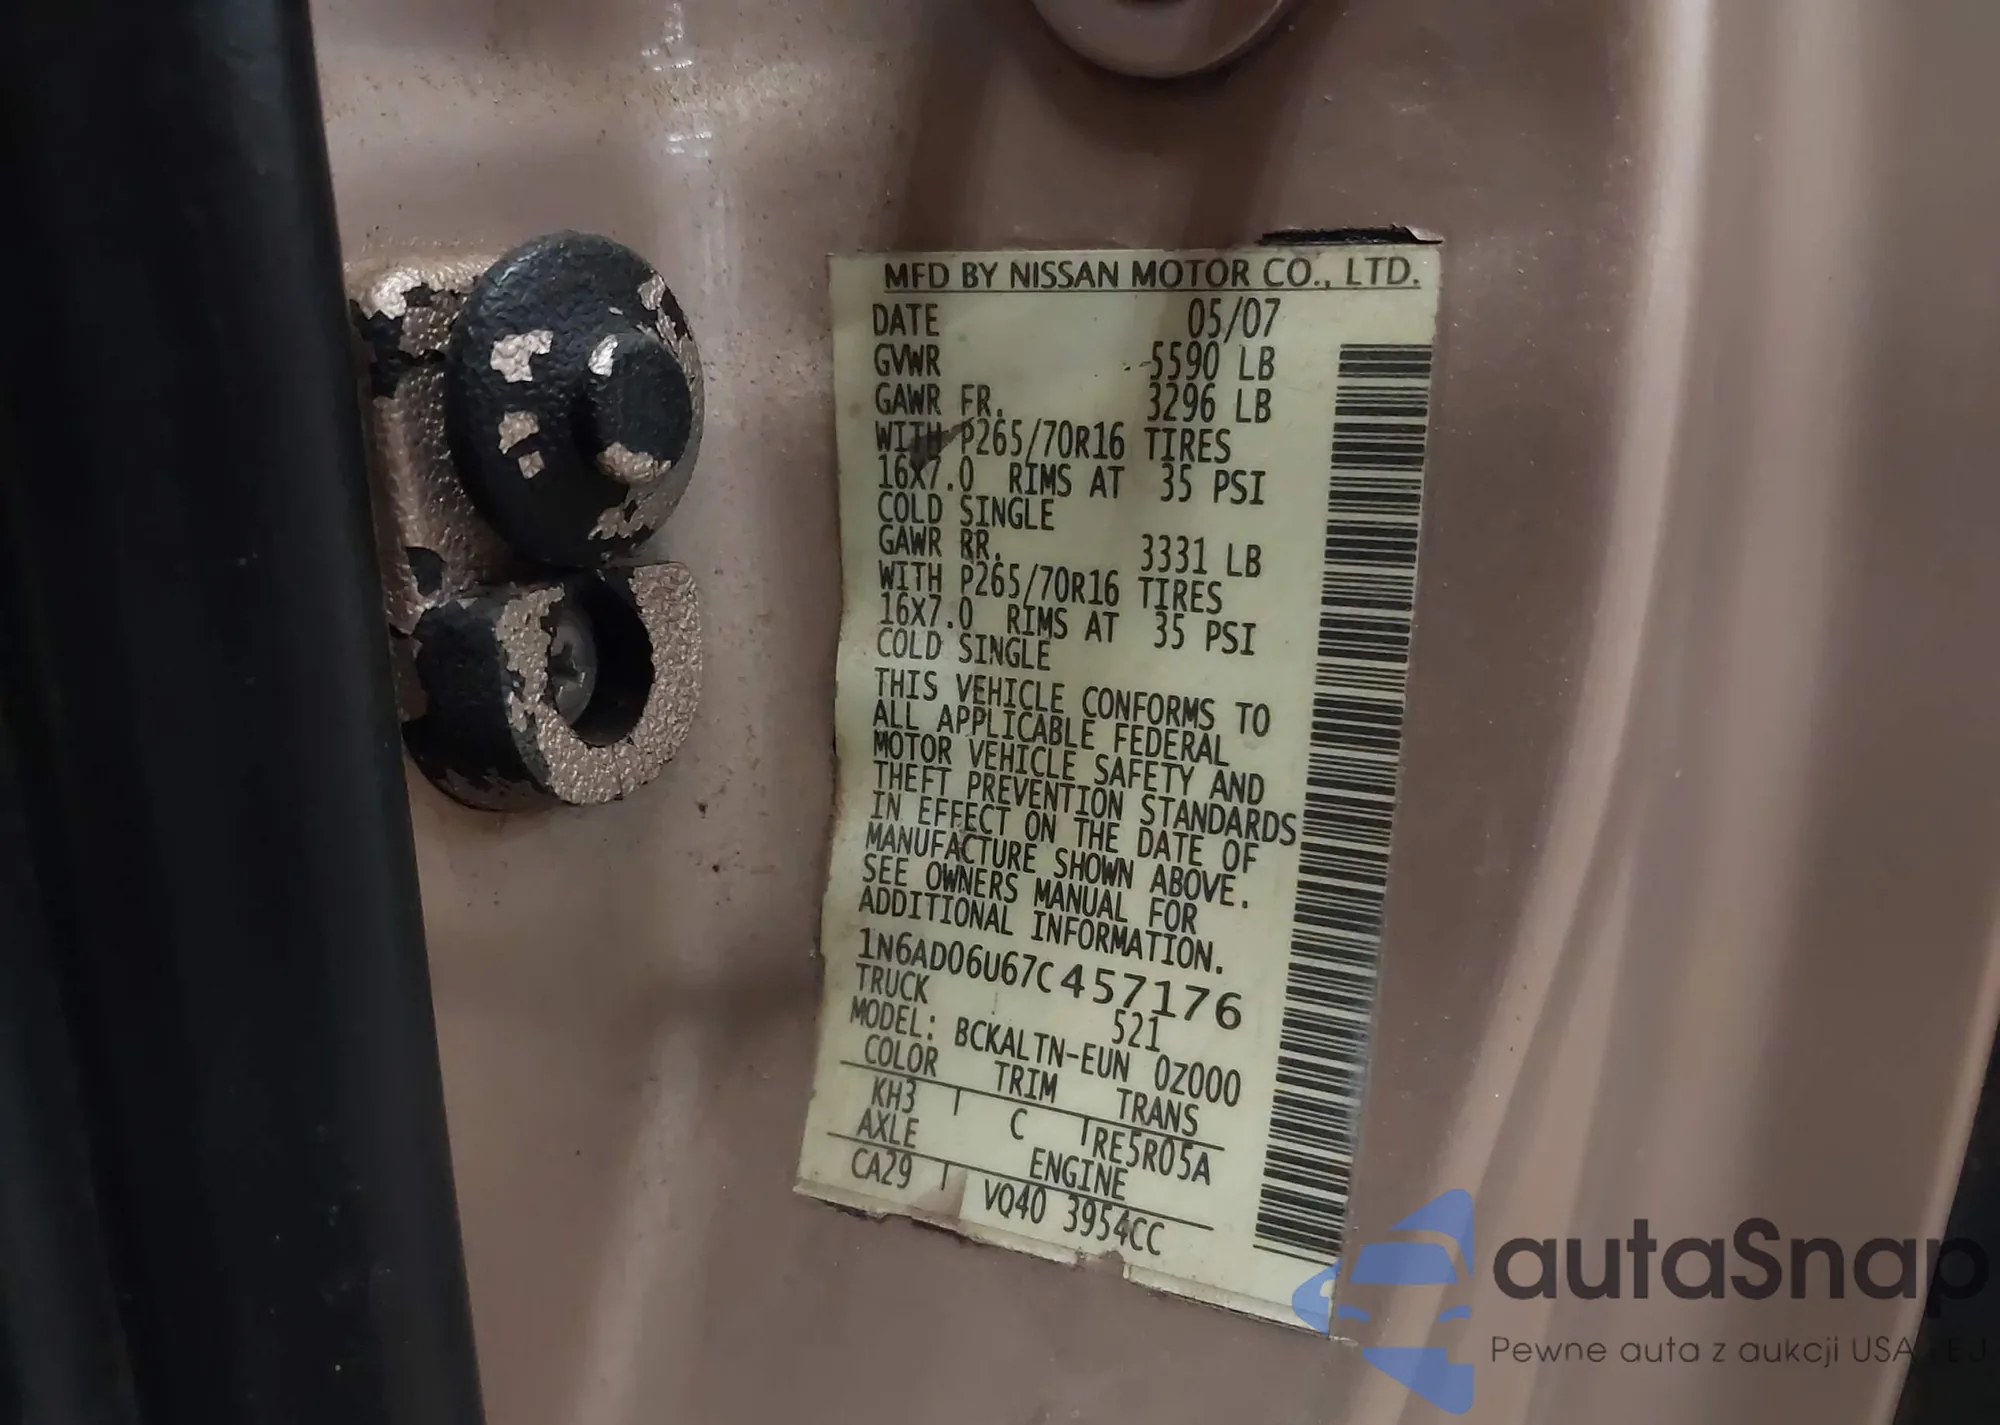 MFD BY NISSAN MOTOR CO., LTD.
DATE 05/07
GVWR 5590 LB
GAWR FR. 3296 LB
WITH P265/70R16 TIRES
16X7.0 RIMS AT 35 PSI
COLD SINGLE
GAWR RR. 3331 LB
WITH P265/70R16 TIRES
16X7.0 RIMS AT 35 PSI
COLD SINGLE
THIS VEHICLE CONFORMS TO
ALL APPLICABLE FEDERAL
MOTOR VEHICLE SAFETY AND
THEFT PREVENTION STANDARDS
IN EFFECT ON THE DATE OF
MANUFACTURE SHOWN ABOVE.
SEE OWNERS MANUAL FOR
ADDITIONAL INFORMATION.
1N6AD06U67C457176
TRUCK 521
MODEL: BCKALTN-EUN 0Z000
COLOR TRIM TRANS
KH3 C RE5R05A
AXLE ENGINE
CA29 VQ40 3954CC
autaSnap
Pewne auta z aukcji USA i EJ